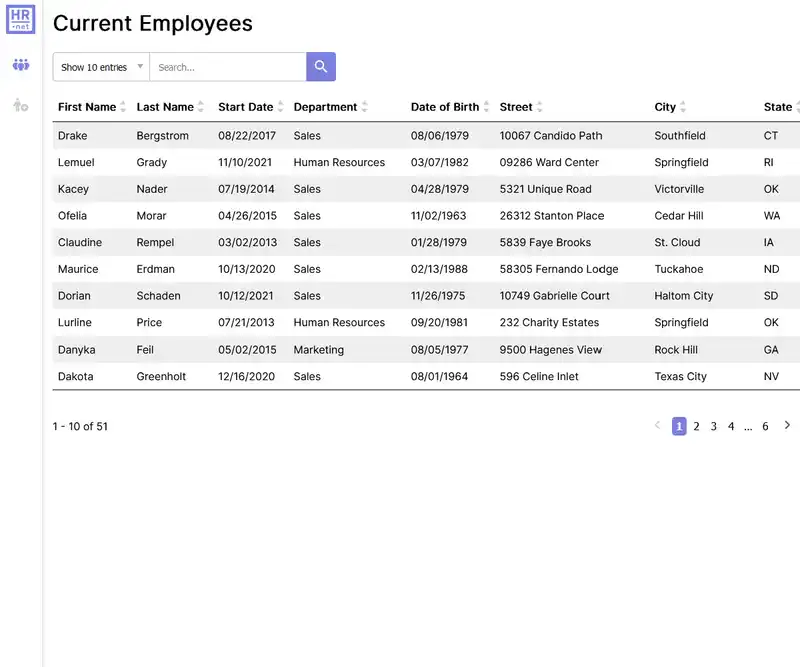 HR
·net
Current Employees
Show 10 entries Search...
First Name Last Name Start Date Department Date of Birth Street City State
Drake Bergstrom 08/22/2017 Sales 08/06/1979 10067 Candido Path Southfield CT
Lemuel Grady 11/10/2021 Human Resources 03/07/1982 09286 Ward Center Springfield RI
Kacey Nader 07/19/2014 Sales 04/28/1979 5321 Unique Road Victorville OK
Ofelia Morar 04/26/2015 Sales 11/02/1963 26312 Stanton Place Cedar Hill WA
Claudine Rempel 03/02/2013 Sales 01/28/1979 5839 Faye Brooks St. Cloud IA
Maurice Erdman 10/13/2020 Sales 02/13/1988 58305 Fernando Lodge Tuckahoe ND
Dorian Schaden 10/12/2021 Sales 11/26/1975 10749 Gabrielle Court Haltom City SD
Lurline Price 07/21/2013 Human Resources 09/20/1981 232 Charity Estates Springfield OK
Danyka Feil 05/02/2015 Marketing 08/05/1977 9500 Hagenes View Rock Hill GA
Dakota Greenholt 12/16/2020 Sales 08/01/1964 596 Celine Inlet Texas City NV
1 - 10 of 51 1 2 3 4 ... 6